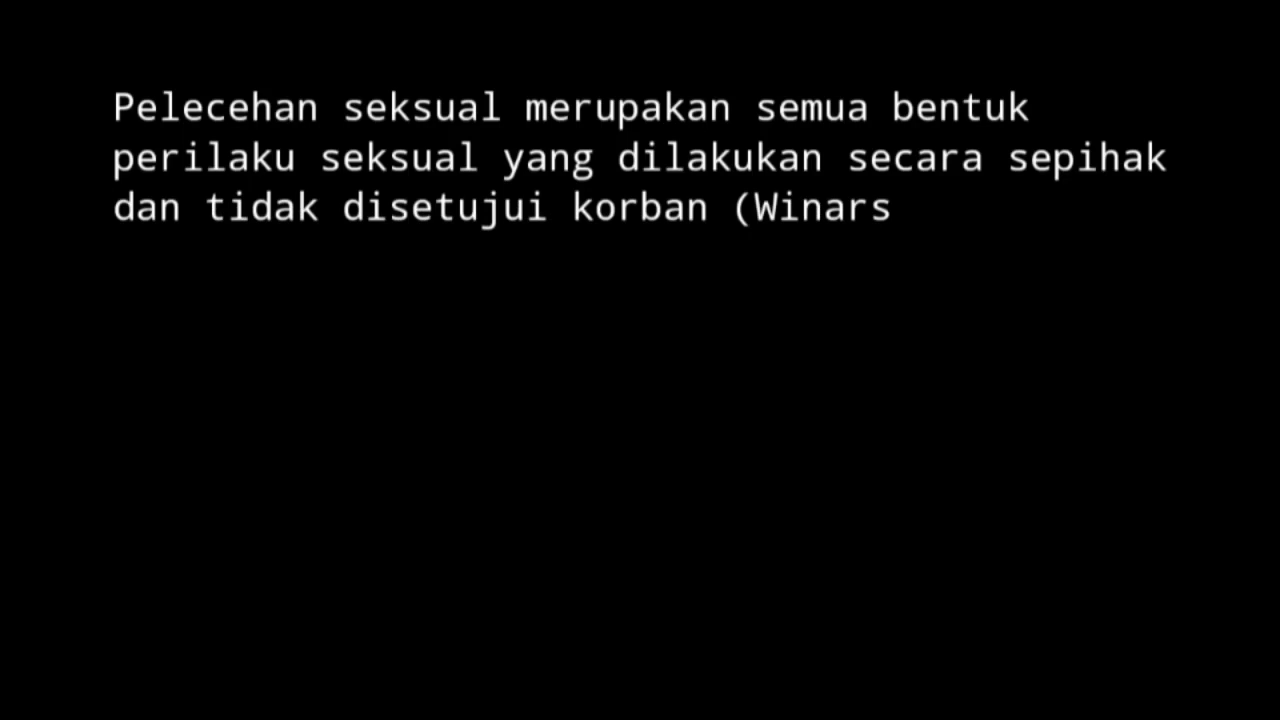 Pelecehan seksual merupakan semua bentuk
perilaku seksual yang dilakukan secara sepihak
dan tidak disetujui korban (Winars